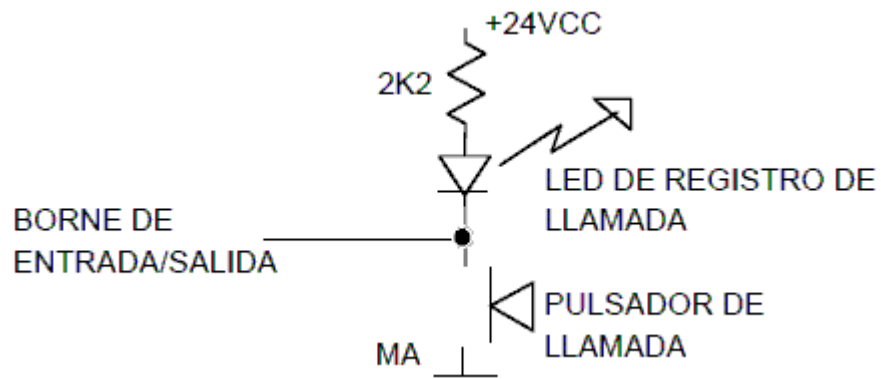 +24VCC
2K2
LED DE REGISTRO DE
LLAMADA
BORNE DE
ENTRADA/SALIDA
PULSADOR DE
LLAMADA
MA